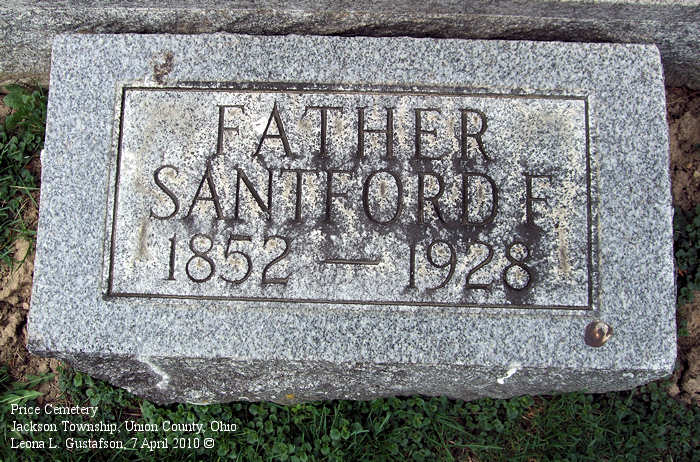 FATHER
SANTFORD F.
1852 — 1928
Price Cemetery
Jackson Township, Union County, Ohio
Leona L. Gustafson, 7 April 2010 ©